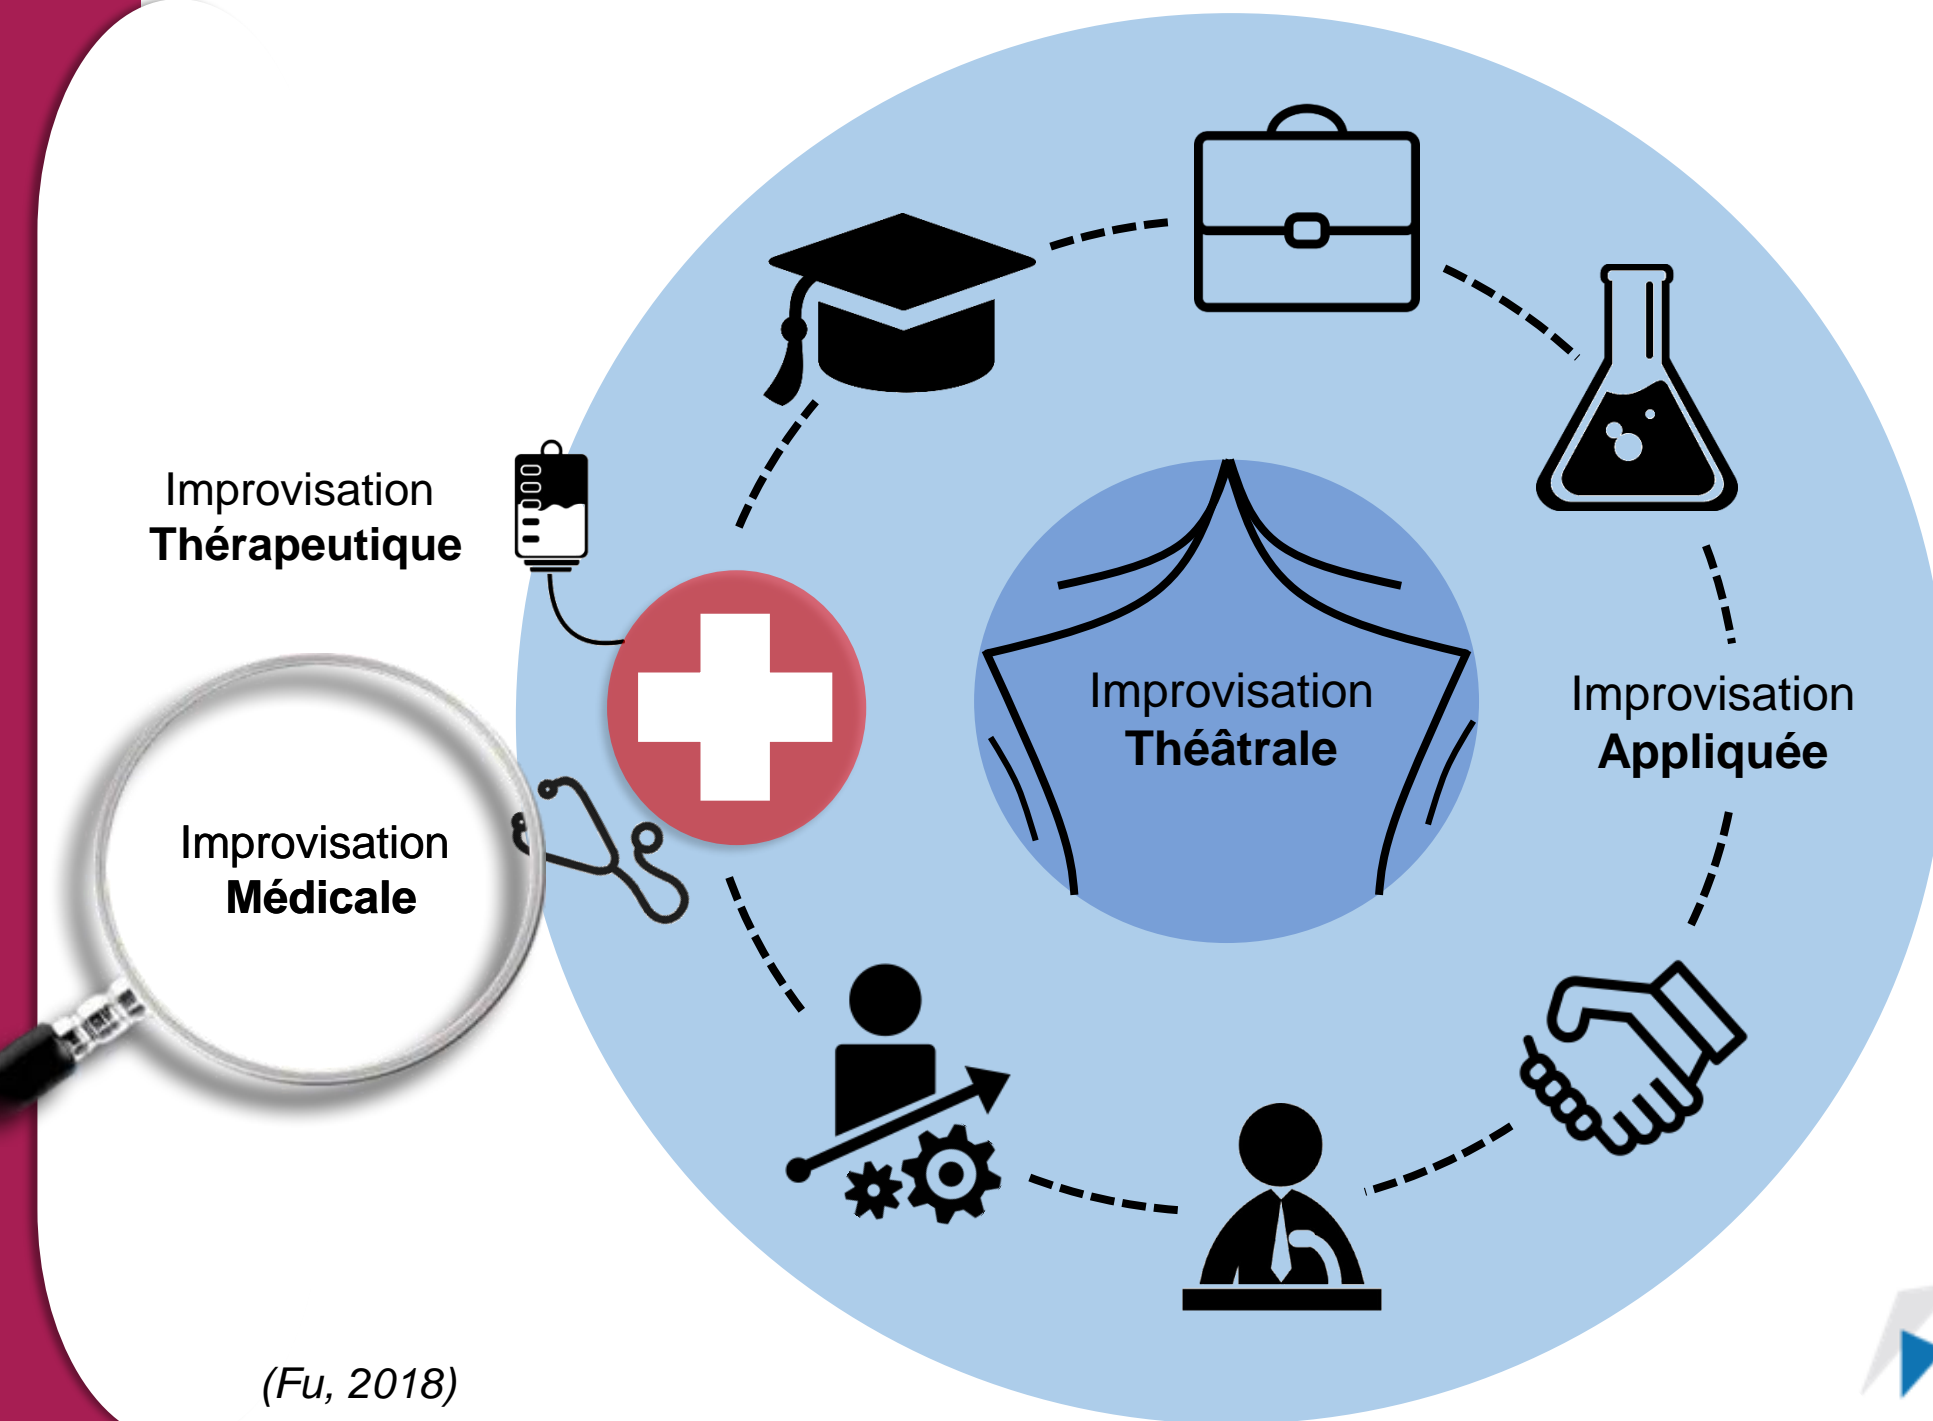 Improvisation
Thérapeutique
Improvisation
Médicale
Improvisation
Théâtrale
Improvisation
Appliquée
(Fu, 2018)